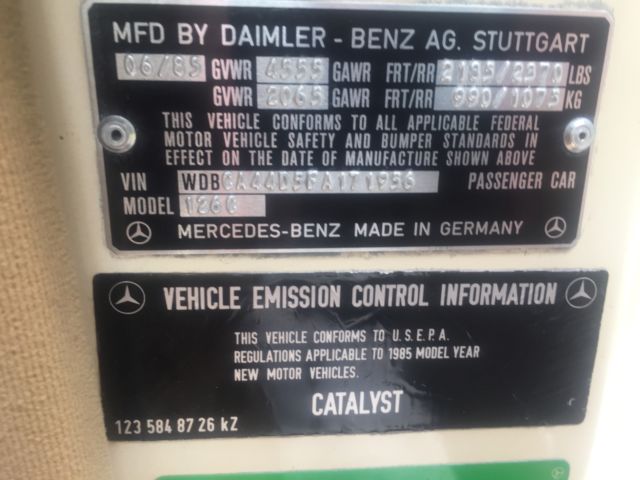 MFD BY DAIMLER - BENZ AG. STUTTGART
06/85 GVWR 4555 GAWR FRT/RR 2185/2370 LBS
GVWR 2065 GAWR FRT/RR 990/1075 KG
THIS VEHICLE CONFORMS TO ALL APPLICABLE FEDERAL
MOTOR VEHICLE SAFETY AND BUMPER STANDARDS IN
EFFECT ON THE DATE OF MANUFACTURE SHOWN ABOVE
VIN PASSENGER CAR
MODEL 126C
MERCEDES-BENZ MADE IN GERMANY
VEHICLE EMISSION CONTROL INFORMATION
THIS VEHICLE CONFORMS TO U.S.E.P.A.
REGULATIONS APPLICABLE TO 1985 MODEL YEAR
NEW MOTOR VEHICLES.
CATALYST
123 584 87 26 kZ